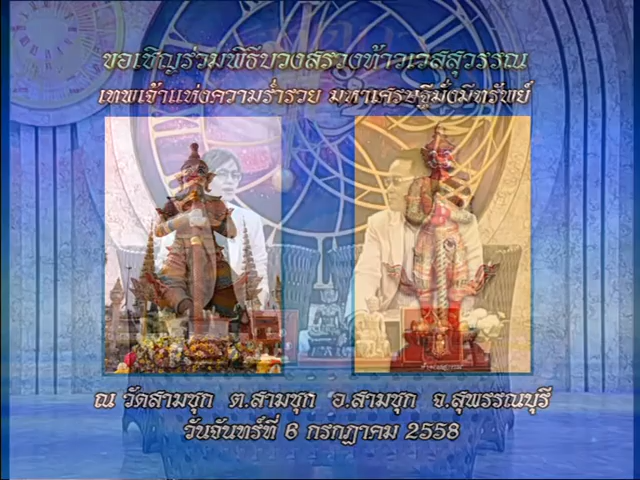 ขอเชิญร่วมพิธีบวงสรวงท้าวเวสสุวรรณ
เทพเจ้าแห่งความร่ำรวย มหาเศรษฐีมั่งมีทรัพย์
ณ วัดสามชุก ต.สามชุก อ.สามชุก จ.สุพรรณบุรี
วันจันทร์ที่ 6 กรกฎาคม 2558